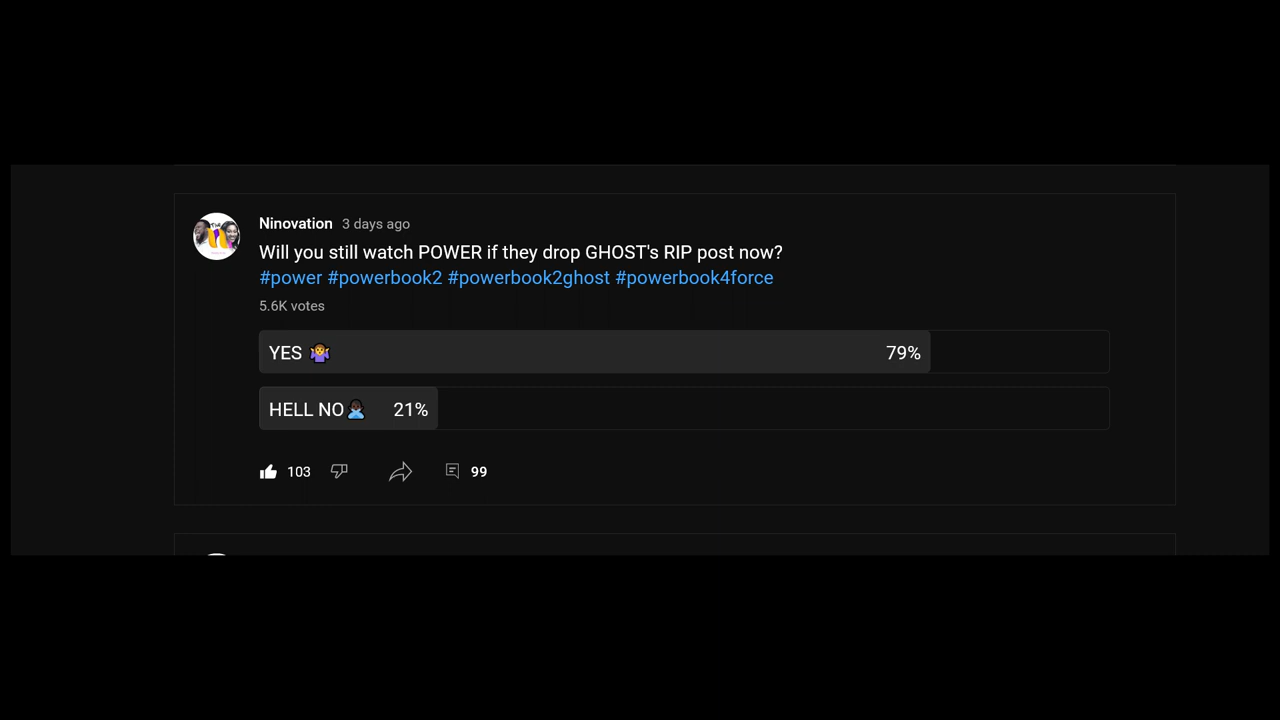 Ninovation 3 days ago
Will you still watch POWER if they drop GHOST's RIP post now?
#power #powerbook2 #powerbook2ghost #powerbook4force
5.6K votes
YES 🤷 79%
HELL NO🙅🏿 21%
103 99